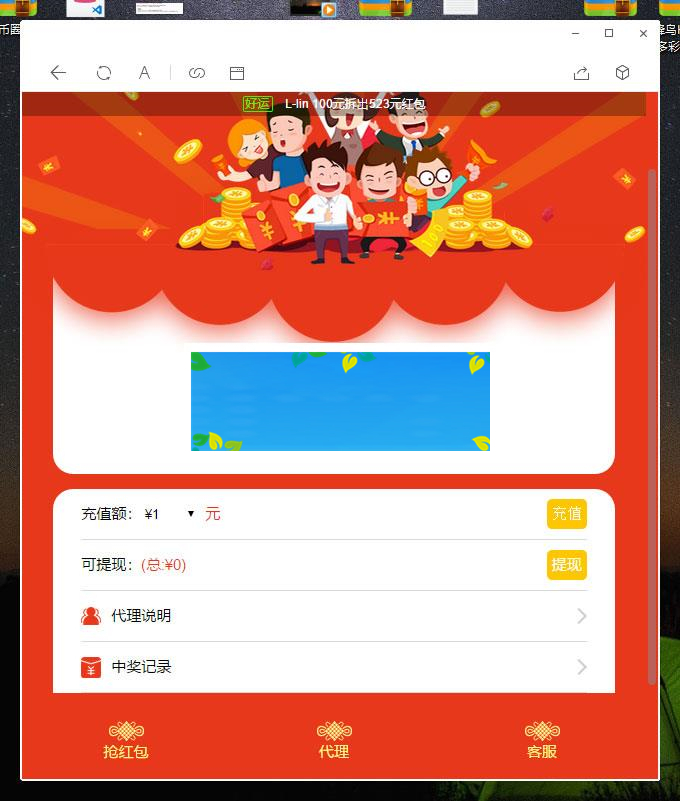 币圈
蜂鸟
多彩
A
好运 L-lin 100元拆出523元红包
充值额: ¥1 元
充值
可提现: (总:¥0)
提现
代理说明
中奖记录
抢红包
代理
客服